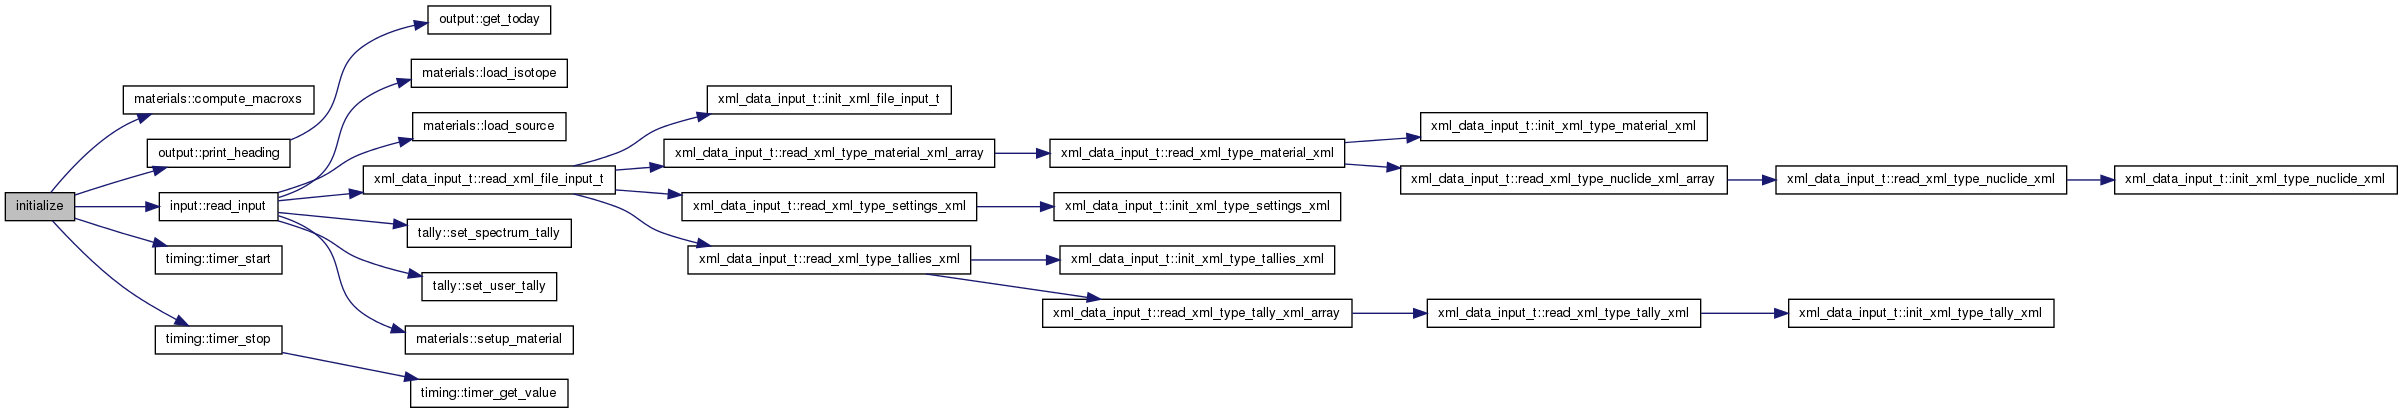 initialize
materials::compute_macroxs
output::print_heading
output::get_today
input::read_input
materials::load_isotope
materials::load_source
xml_data_input_t::read_xml_file_input_t
xml_data_input_t::init_xml_file_input_t
xml_data_input_t::read_xml_type_material_xml_array
xml_data_input_t::read_xml_type_material_xml
xml_data_input_t::init_xml_type_material_xml
xml_data_input_t::read_xml_type_nuclide_xml_array
xml_data_input_t::read_xml_type_nuclide_xml
xml_data_input_t::init_xml_type_nuclide_xml
xml_data_input_t::read_xml_type_settings_xml
xml_data_input_t::init_xml_type_settings_xml
xml_data_input_t::read_xml_type_tallies_xml
xml_data_input_t::init_xml_type_tallies_xml
xml_data_input_t::read_xml_type_tally_xml_array
xml_data_input_t::read_xml_type_tally_xml
xml_data_input_t::init_xml_type_tally_xml
tally::set_spectrum_tally
tally::set_user_tally
materials::setup_material
timing::timer_start
timing::timer_stop
timing::timer_get_value